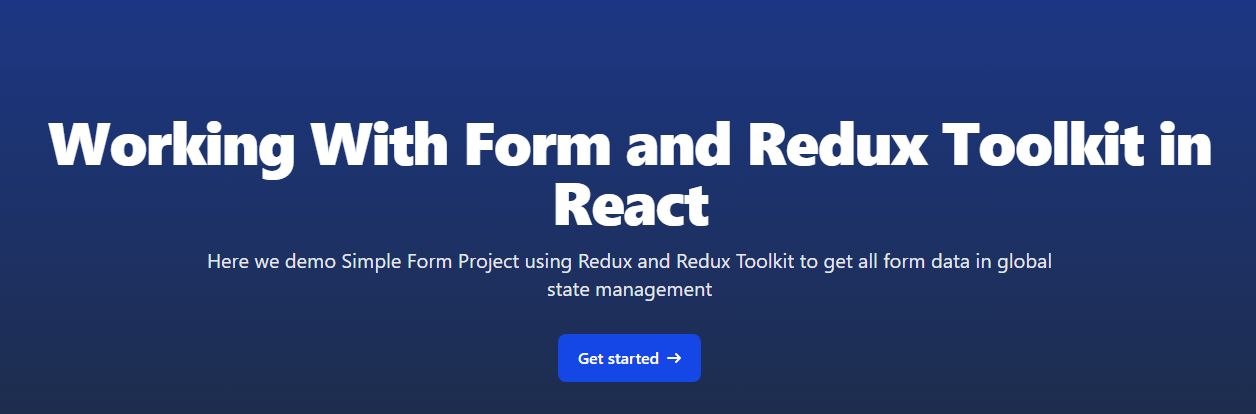 Working With Form and Redux Toolkit in
React
Here we demo Simple Form Project using Redux and Redux Toolkit to get all form data in global
state management
Get started →